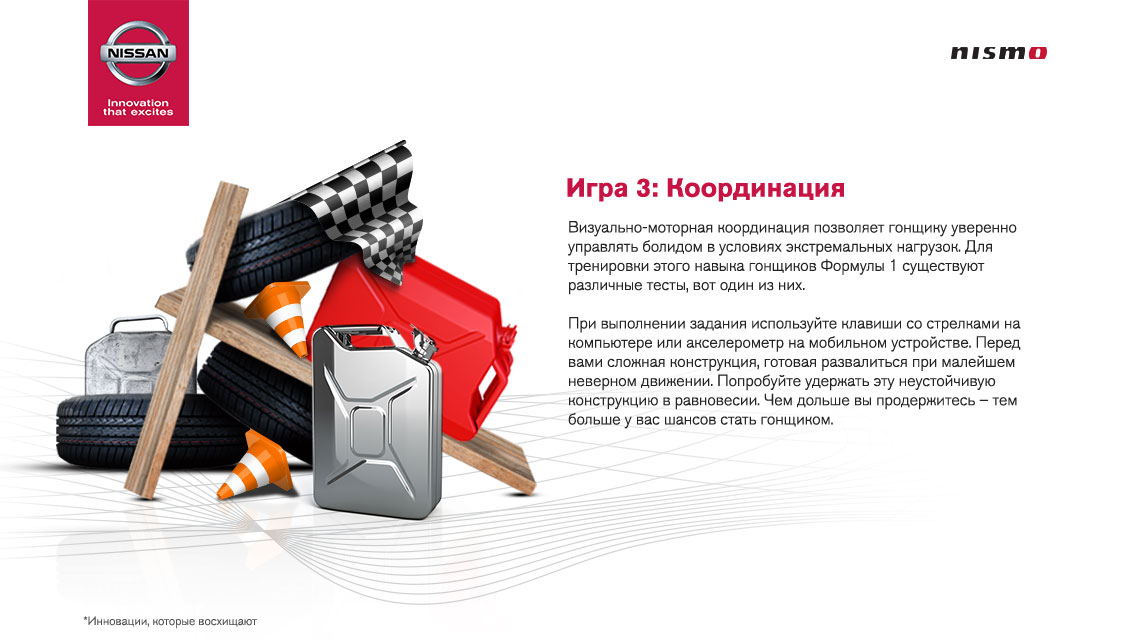 NISSAN
Innovation
that excites
nismo
Игра 3: Координация
Визуально-моторная координация позволяет гонщику уверенно
управлять болидом в условиях экстремальных нагрузок. Для
тренировки этого навыка гонщиков Формулы 1 существуют
различные тесты, вот один из них.
При выполнении задания используйте клавиши со стрелками на
компьютере или акселерометр на мобильном устройстве. Перед
вами сложная конструкция, готовая развалиться при малейшем
неверном движении. Попробуйте удержать эту неустойчивую
конструкцию в равновесии. Чем дольше вы продержитесь – тем
больше у вас шансов стать гонщиком.
*Инновации, которые восхищают